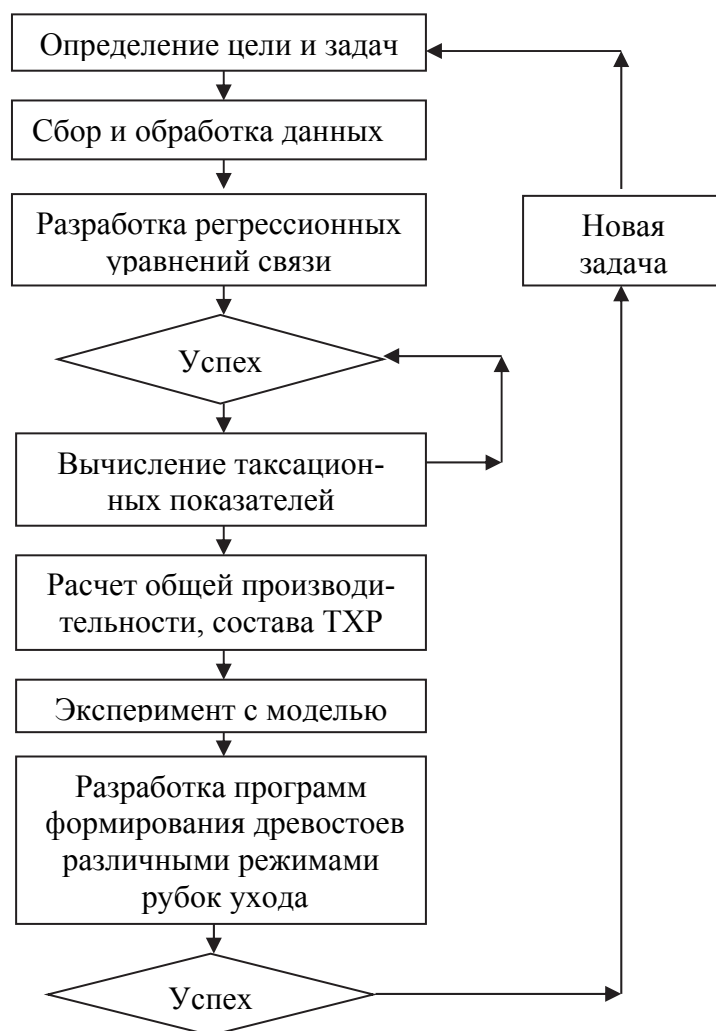 Определение цели и задач
Сбор и обработка данных
Разработка регрессионных
уравнений связи
Новая
задача
Успех
Вычисление таксацион-
ных показателей
Расчет общей производи-
тельности, состава ТХР
Эксперимент с моделью
Разработка программ
формирования древостоев
различными режимами
рубок ухода
Успех